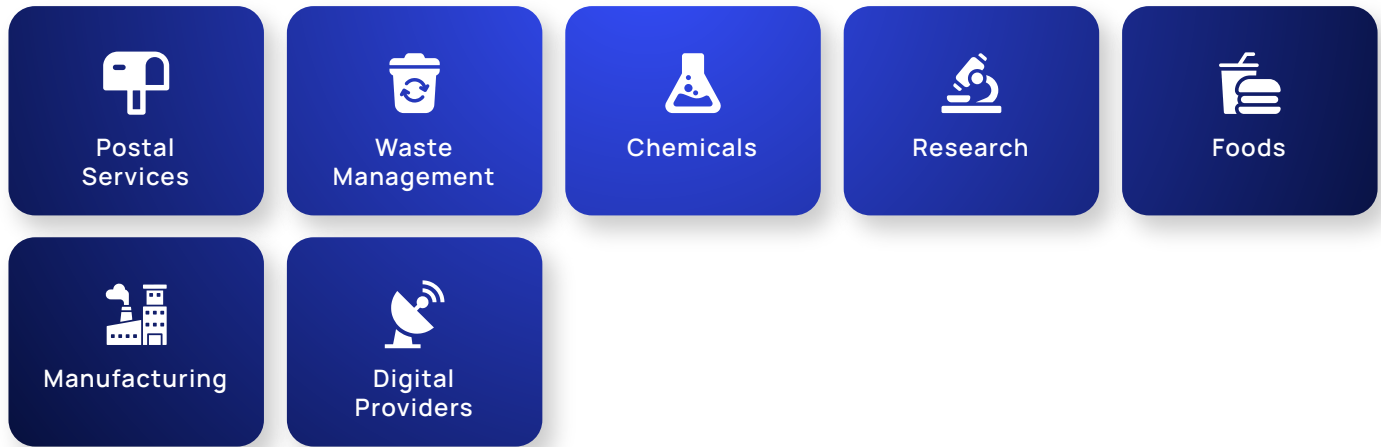 Postal
Services
Waste
Management
Chemicals
Research
Foods
Manufacturing
Digital
Providers